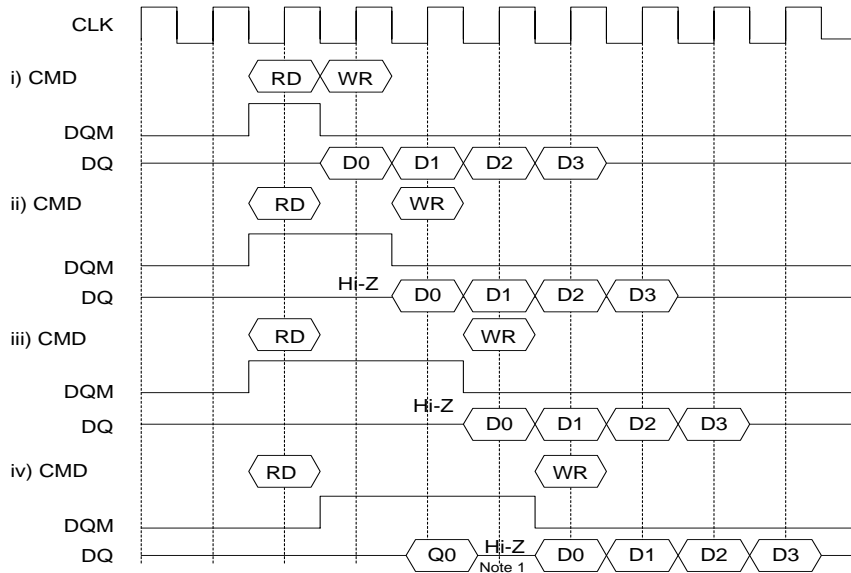 CLK
i) CMD RD WR
DQM
DQ D0 D1 D2 D3
ii) CMD RD WR
DQM
Hi-Z
DQ D0 D1 D2 D3
iii) CMD RD WR
DQM
Hi-Z
DQ D0 D1 D2 D3
iv) CMD RD WR
DQM
DQ Q0 Hi-Z D0 D1 D2 D3
Note 1